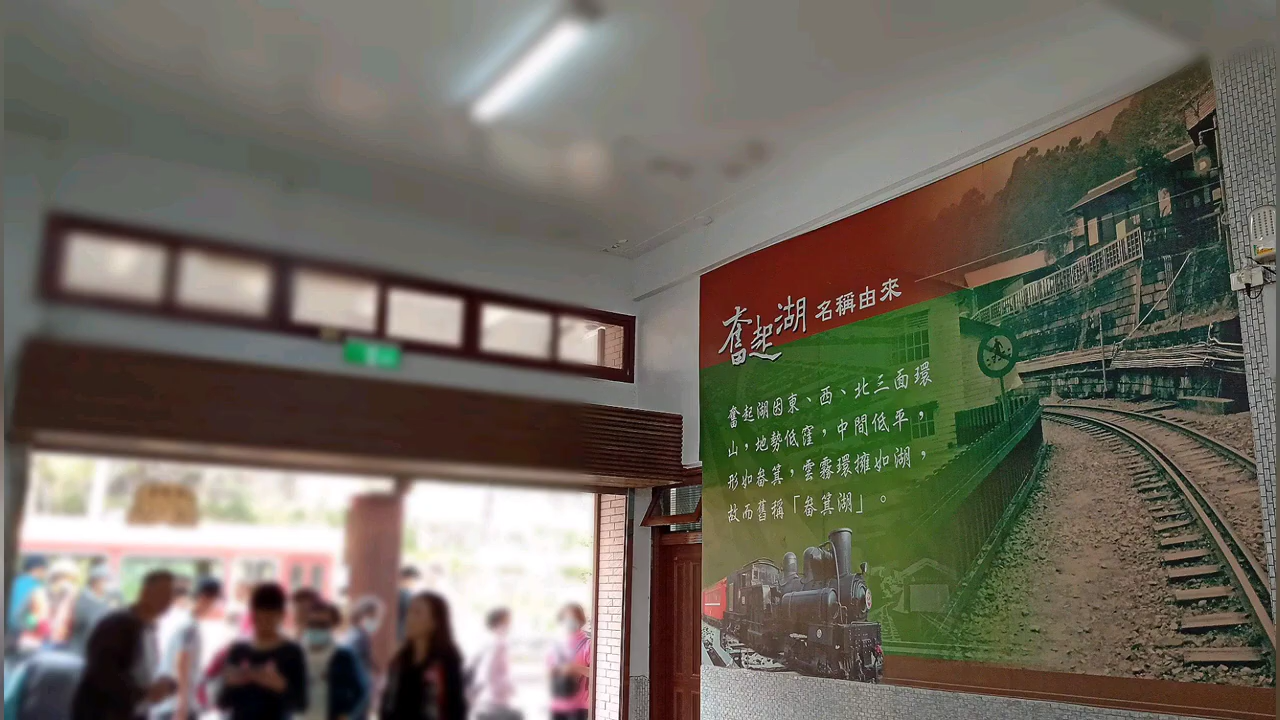 奮起湖 名稱由來
奮起湖因東、西、北三面環
山，地勢低窪，中間低平，
形如畚箕，雲霧環擁如湖，
故而舊稱「畚箕湖」。